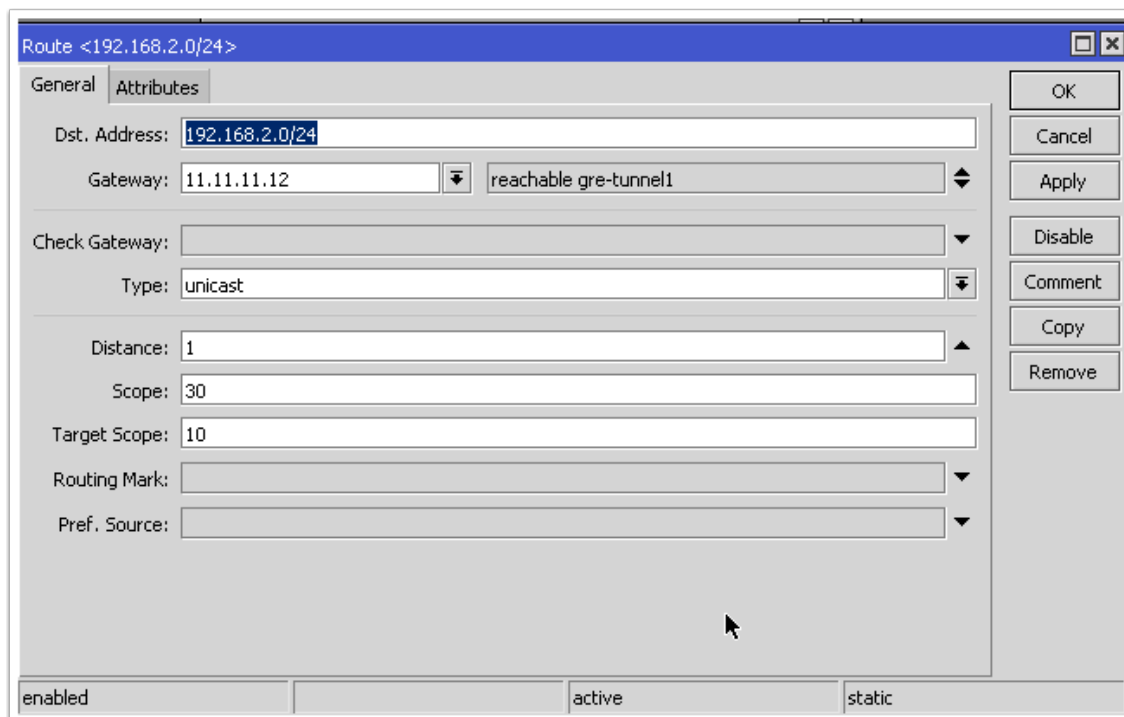 Route <192.168.2.0/24>
General Attributes
Dst. Address: 192.168.2.0/24
Gateway: 11.11.11.12 reachable gre-tunnel1
Check Gateway:
Type: unicast
Distance: 1
Scope: 30
Target Scope: 10
Routing Mark:
Pref. Source:
OK
Cancel
Apply
Disable
Comment
Copy
Remove
enabled active static